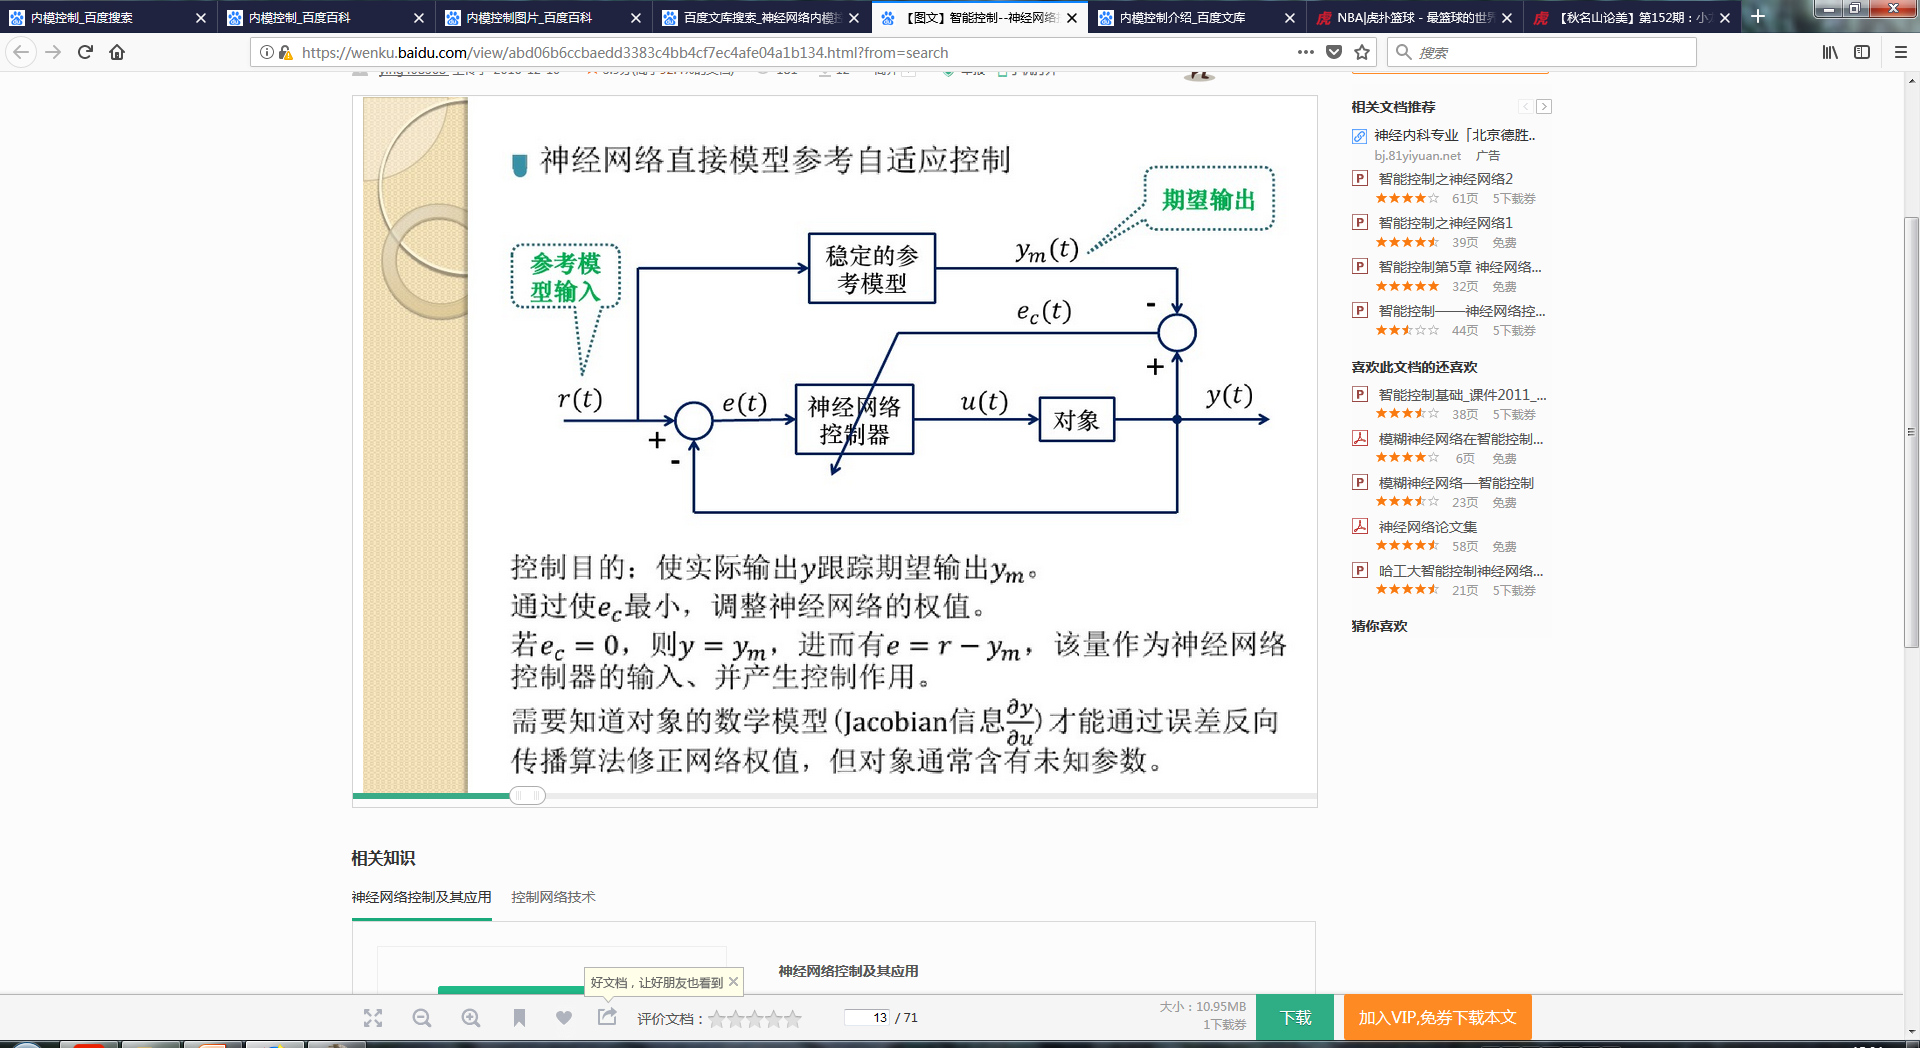 内模控制_百度搜索
内模控制_百度百科
内模控制图片_百度百科
百度文库搜索_神经网络内模控
【图文】智能控制--神经网络
内模控制介绍_百度文库
NBA|虎扑篮球 - 最篮球的世
【秋名山论美】第152期：小
https://wenku.baidu.com/view/abd06b6ccbaedd3383c4bb4cf7ec4afe04a1b134.html?from=search
搜索
神经网络直接模型参考自适应控制
期望输出
参考模
型输入
稳定的参
考模型
yₘ(t)
-
e꜀(t)
+
r(t)
e(t)
神经网络
控制器
u(t)
对象
y(t)
+
-
控制目的：使实际输出y跟踪期望输出yₘ。
通过使e꜀最小，调整神经网络的权值。
若e꜀ = 0，则y = yₘ，进而有e = r − yₘ，该量作为神经网络
控制器的输入、并产生控制作用。
需要知道对象的数学模型(Jacobian信息∂y/∂u)才能通过误差反向
传播算法修正网络权值，但对象通常含有未知参数。
相关文档推荐
神经内科专业「北京德胜..
bj.81yiyuan.net 广告
智能控制之神经网络2
61页 5下载券
智能控制之神经网络1
39页 免费
智能控制第5章 神经网络...
32页 免费
智能控制——神经网络控...
44页 5下载券
喜欢此文档的还喜欢
智能控制基础_课件2011_...
38页 5下载券
模糊神经网络在智能控制...
6页 免费
模糊神经网络—智能控制
23页 免费
神经网络论文集
58页 免费
哈工大智能控制神经网络...
21页 5下载券
猜你喜欢
相关知识
神经网络控制及其应用 控制网络技术
神经网络控制及其应用
好文档，让好朋友也看到
评价文档：
13 / 71
大小：10.95MB
1下载券
下载
加入VIP,免券下载本文